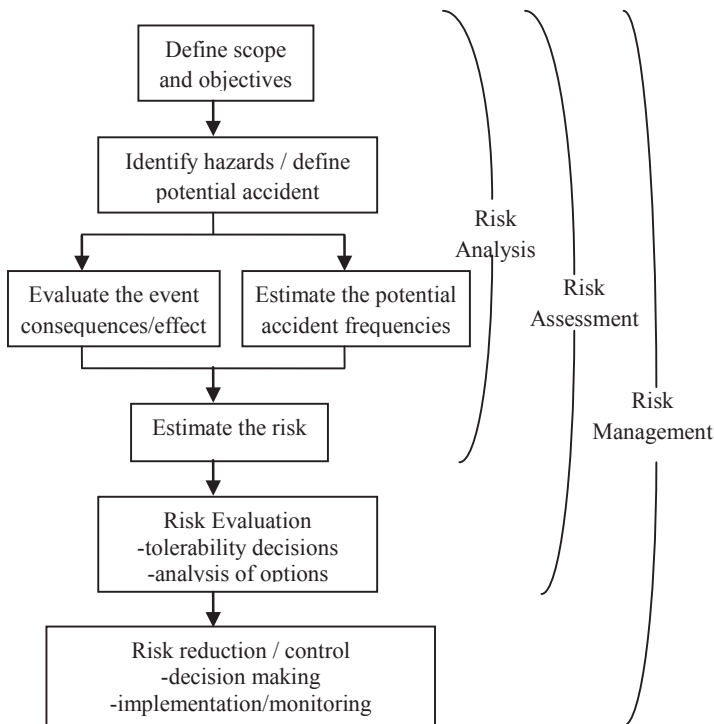 Define scope
and objectives
Identify hazards / define
potential accident
Evaluate the event
consequences/effect
Estimate the potential
accident frequencies
Estimate the risk
Risk Evaluation
-tolerability decisions
-analysis of options
Risk reduction / control
-decision making
-implementation/monitoring
Risk
Analysis
Risk
Assessment
Risk
Management